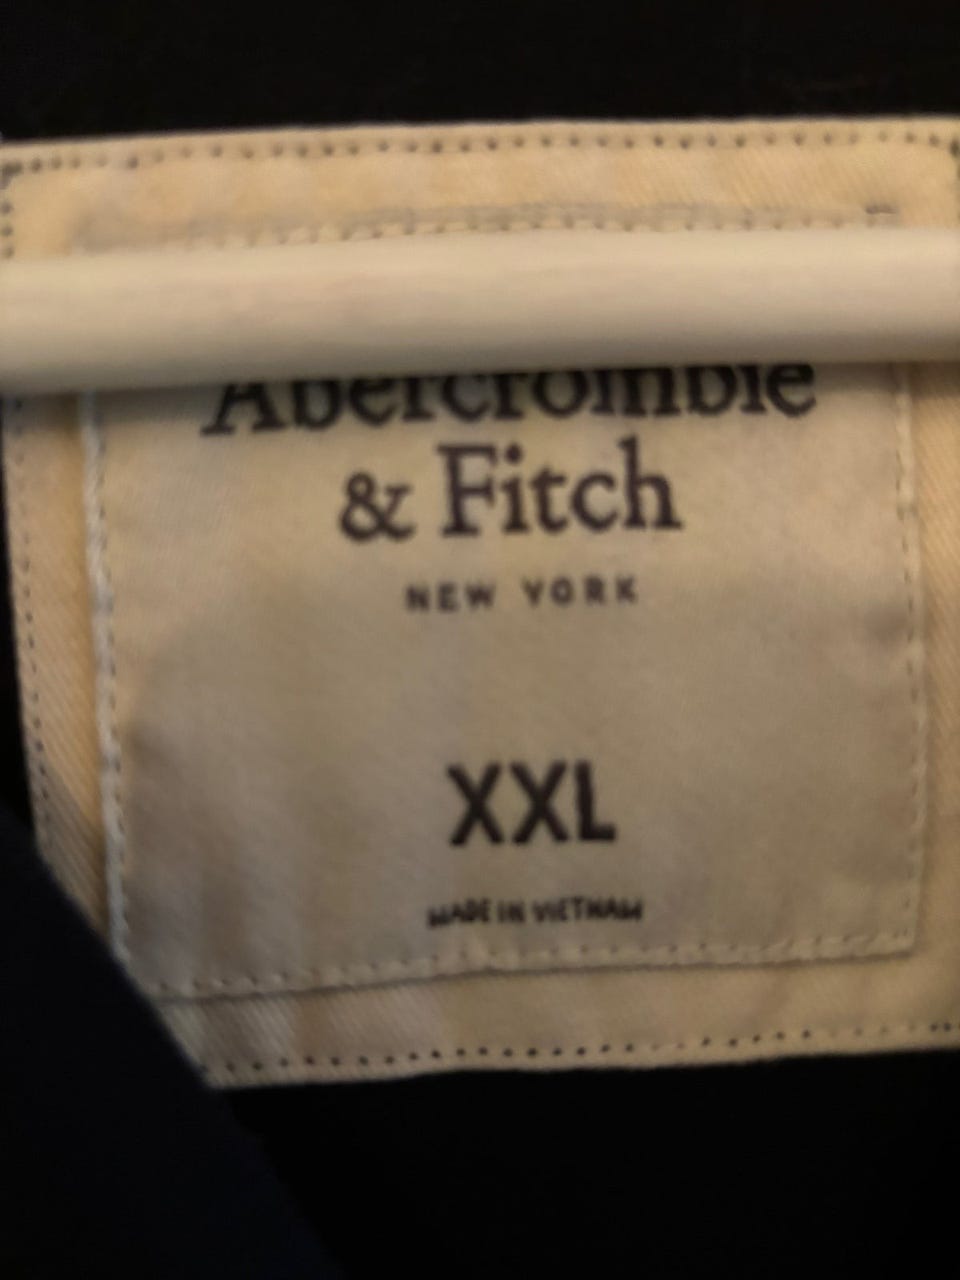 Abercrombie
& Fitch
NEW YORK
XXL
MADE IN VIETNAM